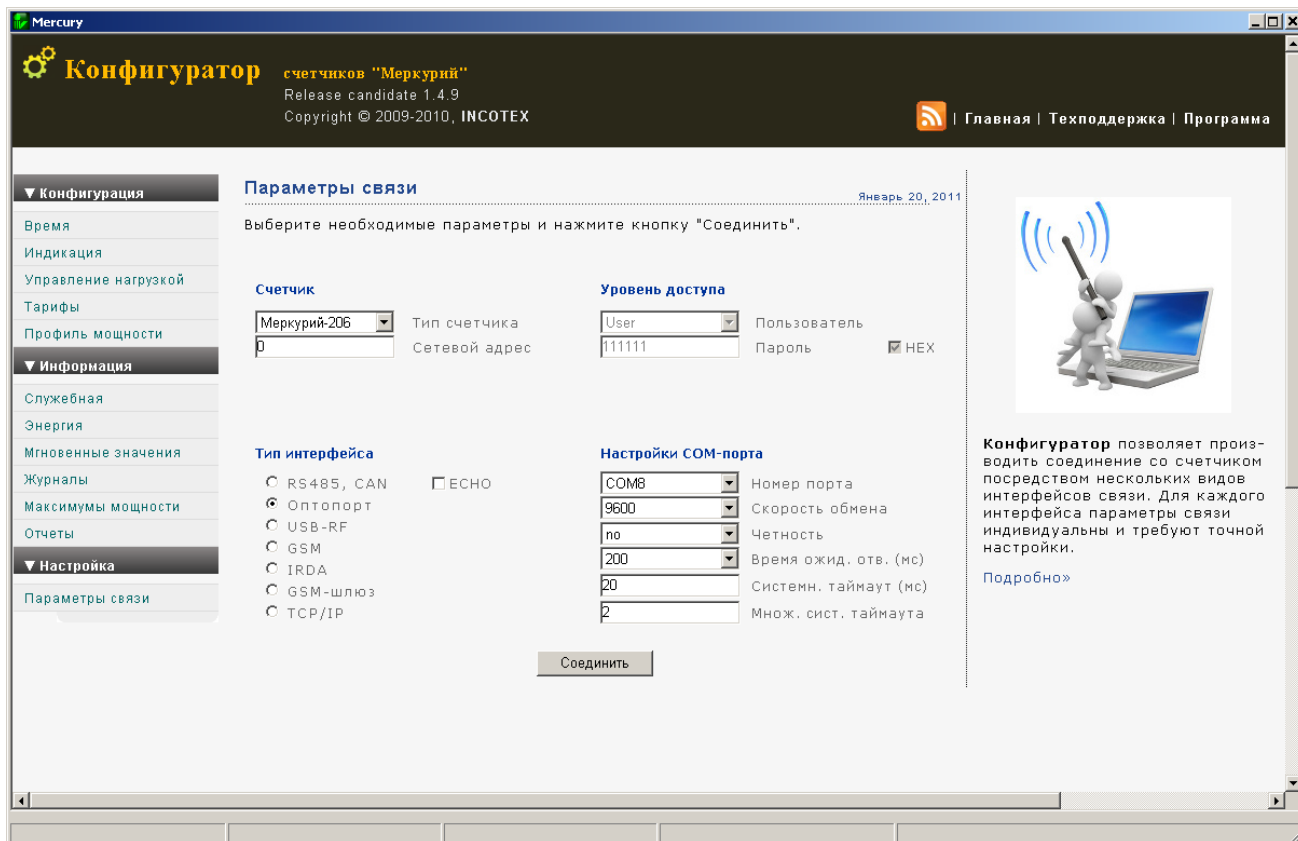 Mercury
Конфигуратор счетчиков "Меркурий"
Release candidate 1.4.9
Copyright © 2009-2010, INCOTEX
| Главная | Техподдержка | Программа
▼ Конфигурация
Время
Индикация
Управление нагрузкой
Тарифы
Профиль мощности
▼ Информация
Служебная
Энергия
Мгновенные значения
Журналы
Максимумы мощности
Отчеты
▼ Настройка
Параметры связи
Параметры связи
Январь 20, 2011
Выберите необходимые параметры и нажмите кнопку "Соединить".
Счетчик
Меркурий-206 Тип счетчика
0 Сетевой адрес
Уровень доступа
User Пользователь
111111 Пароль HEX
Тип интерфейса
RS485, CAN ECHO
Оптопорт
USB-RF
GSM
IRDA
GSM-шлюз
TCP/IP
Настройки COM-порта
COM8 Номер порта
9600 Скорость обмена
no Четность
200 Время ожид. отв. (мс)
20 Системн. таймаут (мс)
2 Множ. сист. таймаута
Соединить
Конфигуратор позволяет произ-
водить соединение со счетчиком
посредством нескольких видов
интерфейсов связи. Для каждого
интерфейса параметры связи
индивидуальны и требуют точной
настройки.
Подробно»